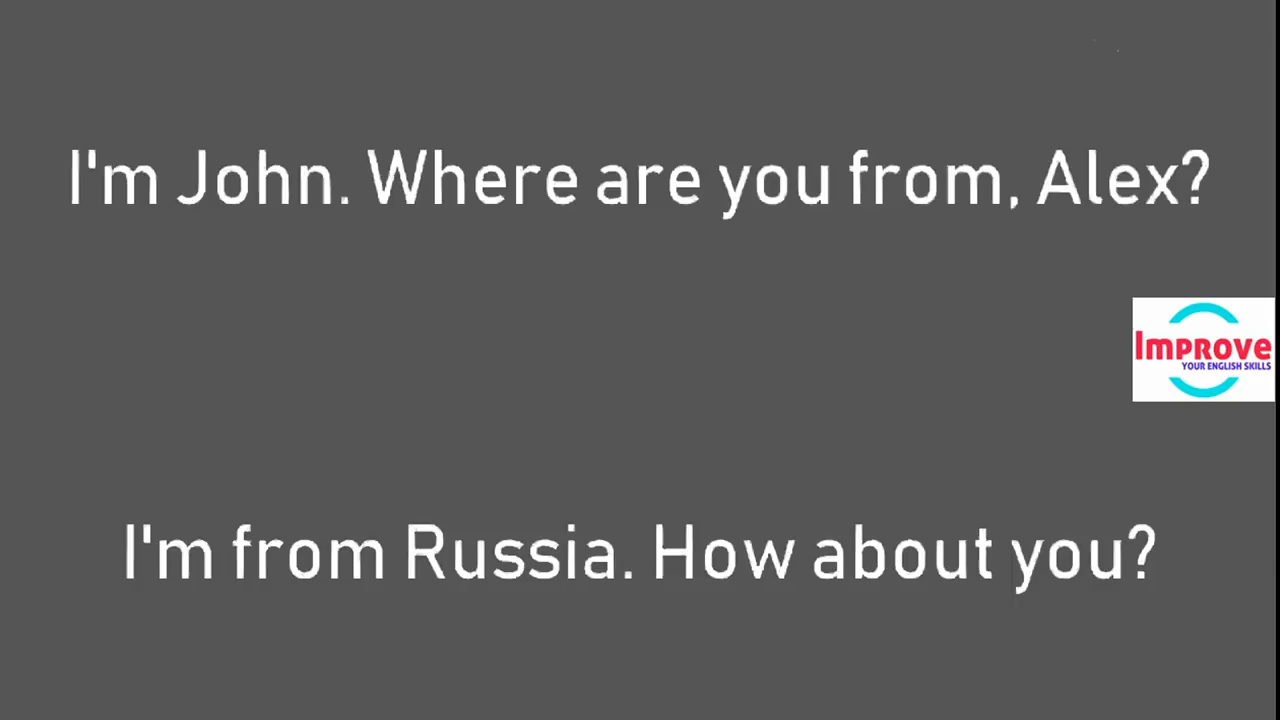 I'm John. Where are you from, Alex?
Improve
YOUR ENGLISH SKILLS
I'm from Russia. How about you?